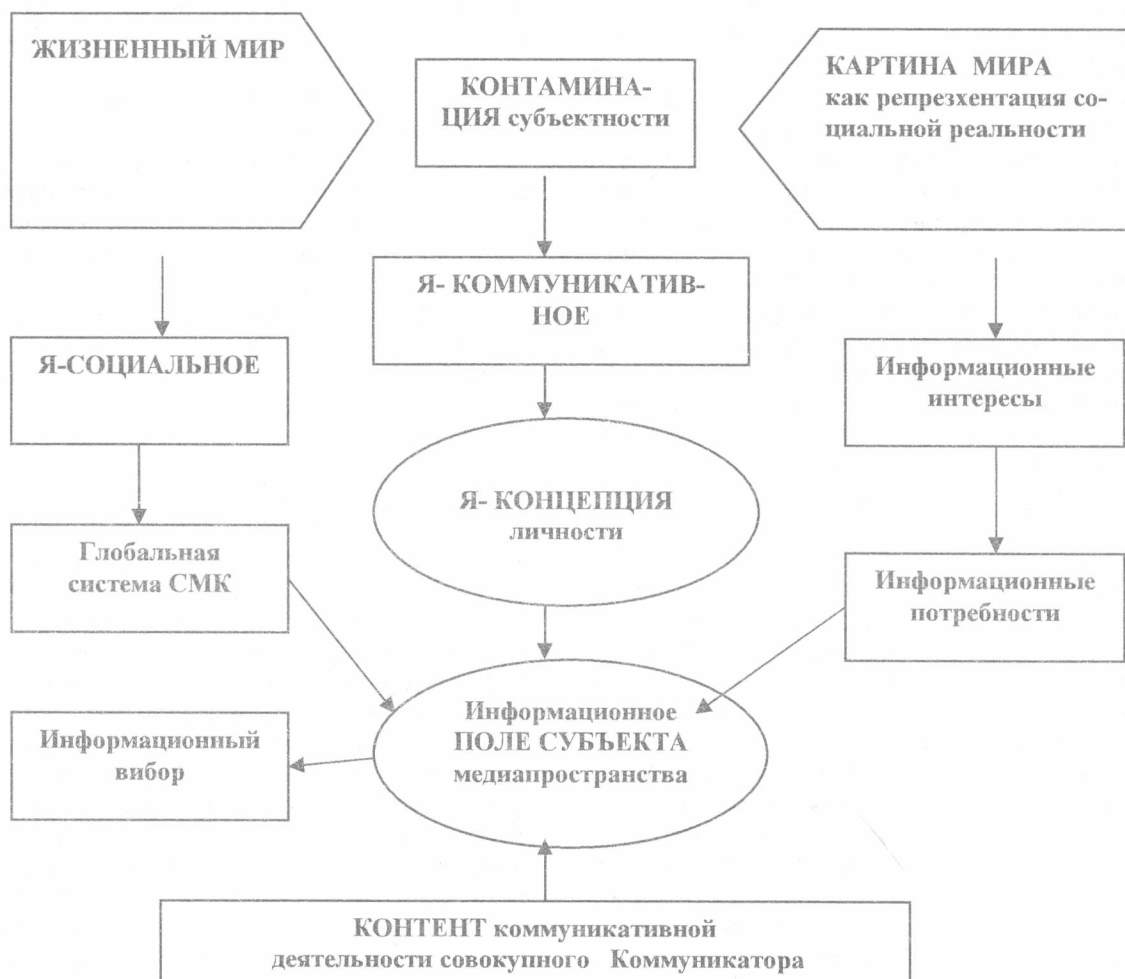 ЖИЗНЕННЫЙ МИР
КОНТАМИНА-
ЦИЯ субъектности
КАРТИНА МИРА
как репрезхентация со-
циальной реальности
Я- КОММУНИКАТИВ-
НОЕ
Я-СОЦИАЛЬНОЕ
Информационные
интересы
Я- КОНЦЕПЦИЯ
личности
Глобальная
система СМК
Информационные
потребности
Информационное
ПОЛЕ СУБЪЕКТА
медиапространства
Информационный
вибор
КОНТЕНТ коммуникативной
деятельности совокупного Коммуникатора